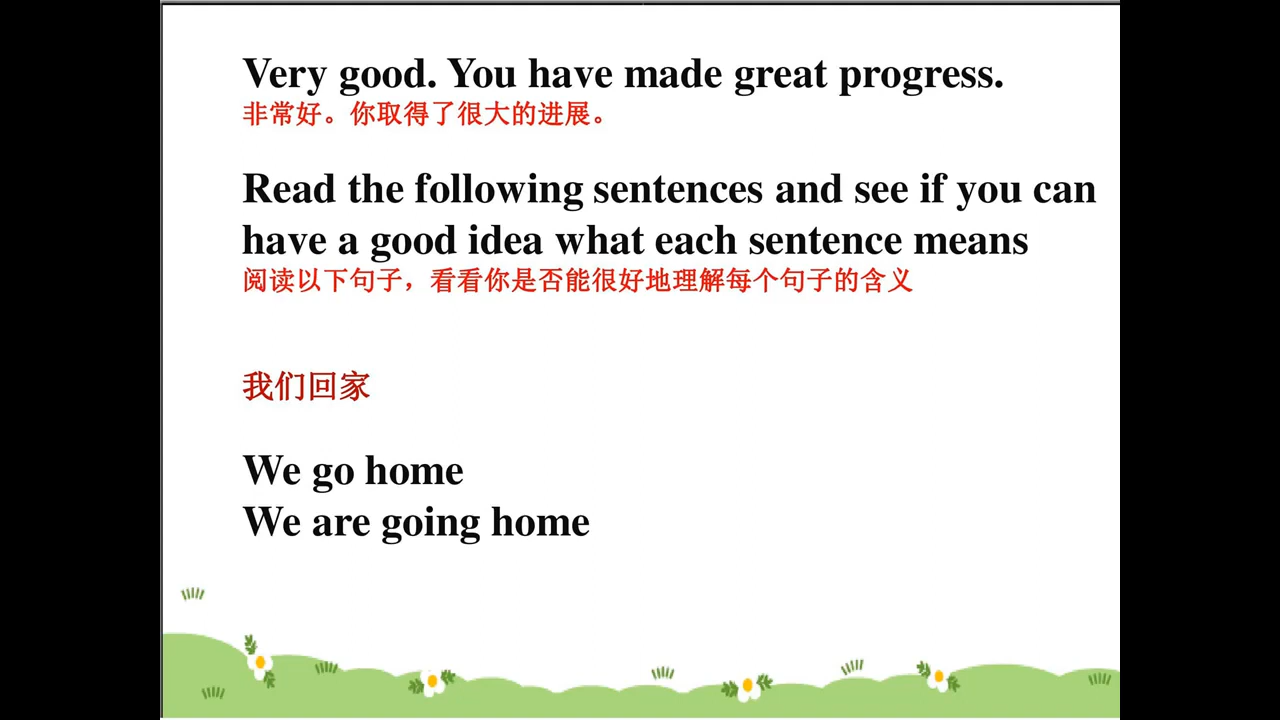 Very good. You have made great progress.
非常好。你取得了很大的进展。
Read the following sentences and see if you can
have a good idea what each sentence means
阅读以下句子，看看你是否能很好地理解每个句子的含义
我们回家
We go home
We are going home